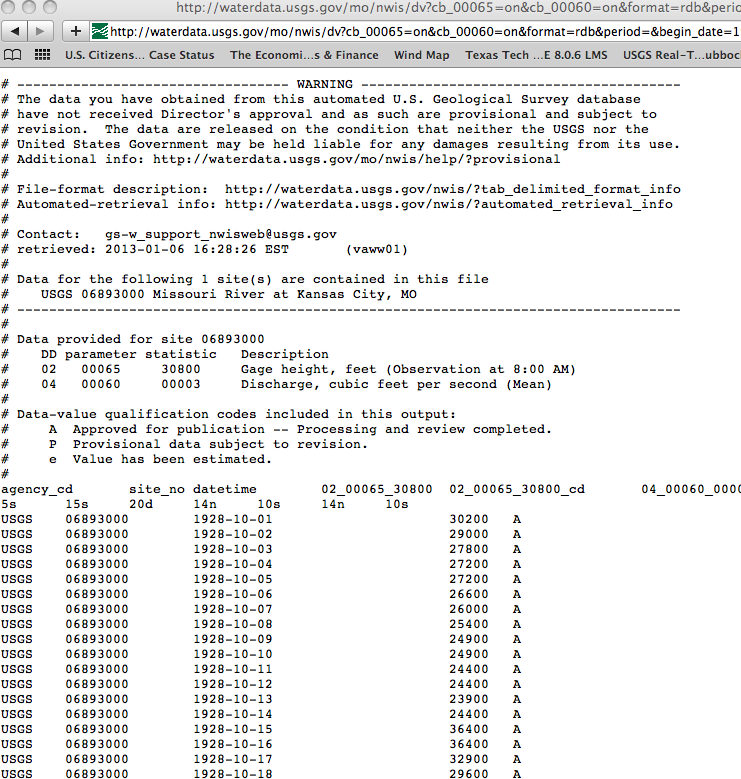 http://waterdata.usgs.gov/mo/nwis/dv?cb_00065=on&cb_00060=on&format=rdb&perio
http://waterdata.usgs.gov/mo/nwis/dv?cb_00065=on&cb_00060=on&format=rdb&period=&begin_date=1
U.S. Citizens... Case Status The Economi...s & Finance Wind Map Texas Tech ...E 8.0.6 LMS USGS Real-T...ubboc
# ---------------------------------- WARNING ----------------------------------------
# The data you have obtained from this automated U.S. Geological Survey database
# have not received Director's approval and as such are provisional and subject to
# revision.  The data are released on the condition that neither the USGS nor the
# United States Government may be held liable for any damages resulting from its use.
# Additional info: http://waterdata.usgs.gov/mo/nwis/help/?provisional
#
# File-format description:  http://waterdata.usgs.gov/nwis/?tab_delimited_format_info
# Automated-retrieval info: http://waterdata.usgs.gov/nwis/?automated_retrieval_info
#
# Contact:   gs-w_support_nwisweb@usgs.gov
# retrieved: 2013-01-06 16:28:26 EST       (vaww01)
#
# Data for the following 1 site(s) are contained in this file
#    USGS 06893000 Missouri River at Kansas City, MO
# -----------------------------------------------------------------------------------
#
# Data provided for site 06893000
#    DD parameter statistic   Description
#    02   00065     30800     Gage height, feet (Observation at 8:00 AM)
#    04   00060     00003     Discharge, cubic feet per second (Mean)
#
# Data-value qualification codes included in this output:
#     A  Approved for publication -- Processing and review completed.
#     P  Provisional data subject to revision.
#     e  Value has been estimated.
#
agency_cd site_no datetime 02_00065_30800 02_00065_30800_cd 04_00060_0000
5s 15s 20d 14n 10s 14n 10s
USGS 06893000 1928-10-01 30200 A
USGS 06893000 1928-10-02 29000 A
USGS 06893000 1928-10-03 27800 A
USGS 06893000 1928-10-04 27200 A
USGS 06893000 1928-10-05 27200 A
USGS 06893000 1928-10-06 26600 A
USGS 06893000 1928-10-07 26000 A
USGS 06893000 1928-10-08 25400 A
USGS 06893000 1928-10-09 24900 A
USGS 06893000 1928-10-10 24900 A
USGS 06893000 1928-10-11 24400 A
USGS 06893000 1928-10-12 24400 A
USGS 06893000 1928-10-13 23900 A
USGS 06893000 1928-10-14 24400 A
USGS 06893000 1928-10-15 36400 A
USGS 06893000 1928-10-16 36400 A
USGS 06893000 1928-10-17 32900 A
USGS 06893000 1928-10-18 29600 A